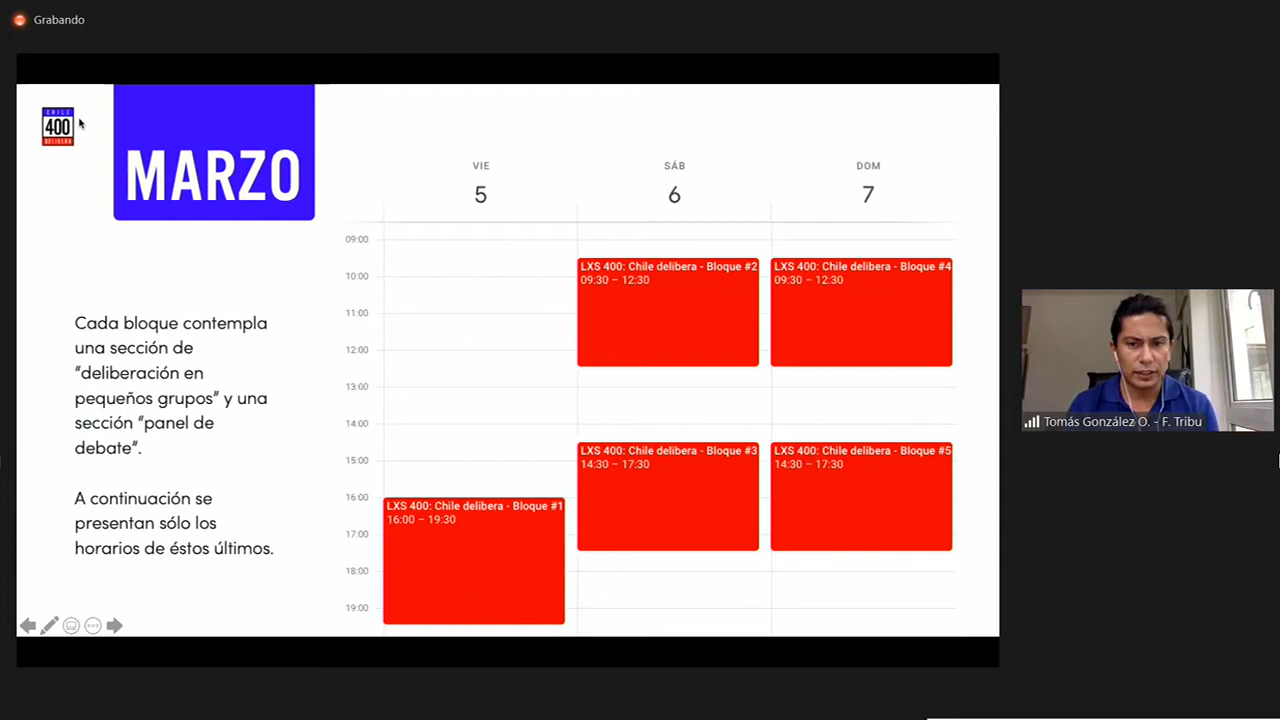 Grabando
CHILE
400
DELIBERA
MARZO
VIE
SÁB
DOM
5
6
7
09:00
10:00
11:00
12:00
13:00
14:00
15:00
16:00
17:00
18:00
19:00
LXS 400: Chile delibera - Bloque #2
09:30 – 12:30
LXS 400: Chile delibera - Bloque #4
09:30 – 12:30
LXS 400: Chile delibera - Bloque #3
14:30 – 17:30
LXS 400: Chile delibera - Bloque #5
14:30 – 17:30
LXS 400: Chile delibera - Bloque #1
16:00 – 19:30
Cada bloque contempla
una sección de
“deliberación en
pequeños grupos” y una
sección “panel de
debate”.
A continuación se
presentan sólo los
horarios de éstos últimos.
Tomás González O. - F. Tribu